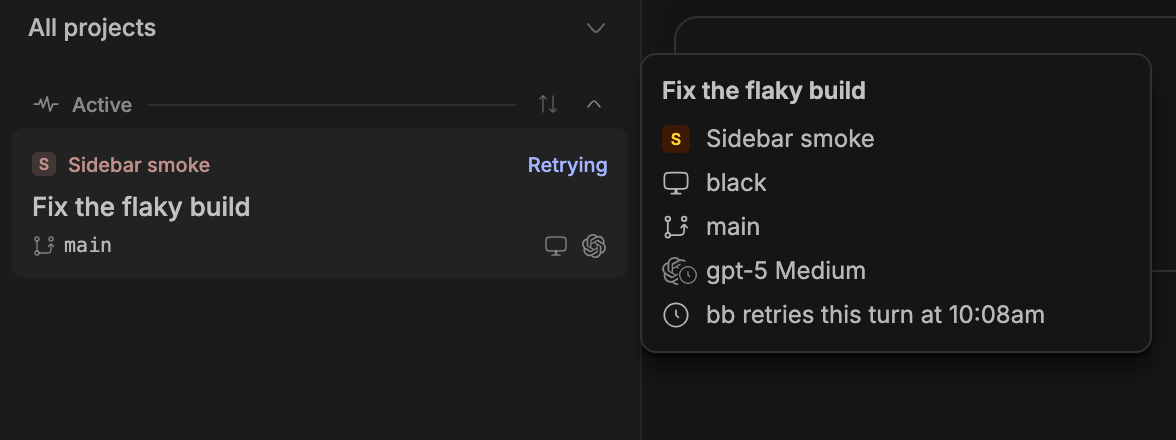 All projects
Active
S Sidebar smoke Retrying
Fix the flaky build
main
Fix the flaky build
S Sidebar smoke
black
main
gpt-5 Medium
bb retries this turn at 10:08am